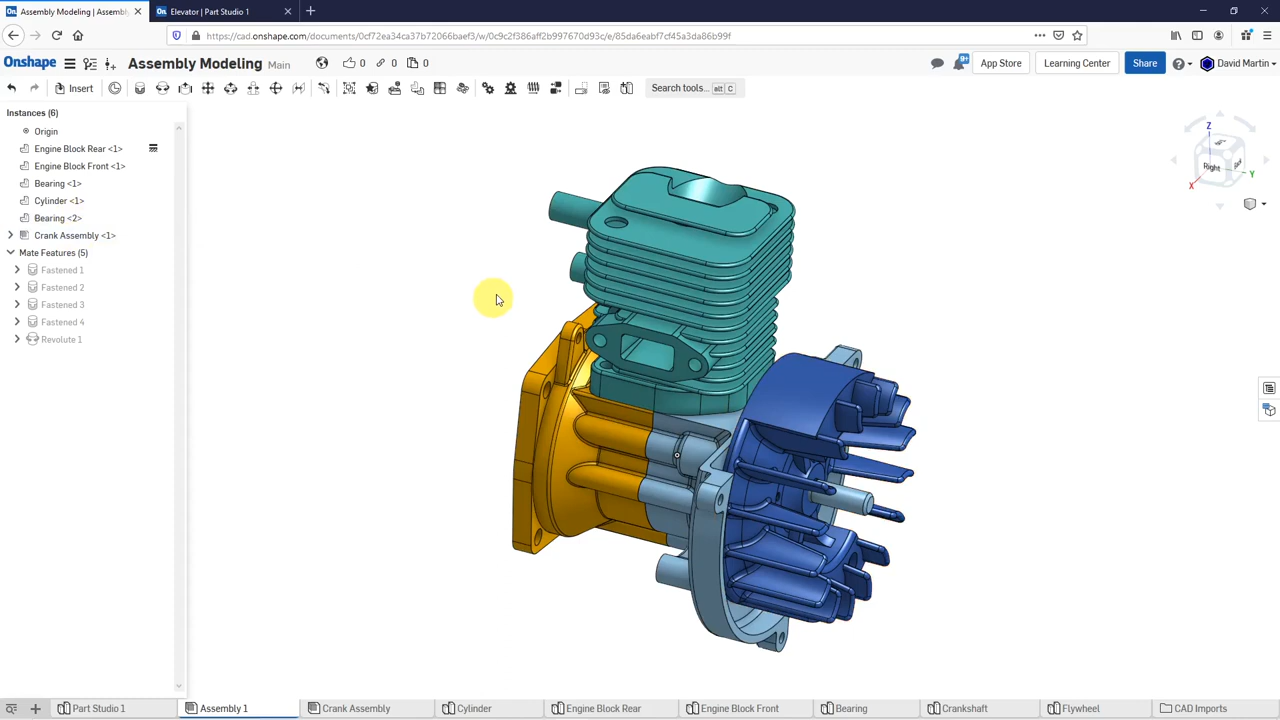 Assembly Modeling | Assembly
Elevator | Part Studio 1
https://cad.onshape.com/documents/0cf72ea34ca37b72066baef3/w/0c9c2f386aff2b997670d93c/e/85da6eabf7cf45a3da86b99f
Onshape
Assembly Modeling Main
0
0
0
9+
App Store
Learning Center
Share
David Martin
Insert
Search tools... alt C
Instances (6)
Origin
Engine Block Rear <1>
Engine Block Front <1>
Bearing <1>
Cylinder <1>
Bearing <2>
Crank Assembly <1>
Mate Features (5)
Fastened 1
Fastened 2
Fastened 3
Fastened 4
Revolute 1
Z
Right
X
Y
Part Studio 1
Assembly 1
Crank Assembly
Cylinder
Engine Block Rear
Engine Block Front
Bearing
Crankshaft
Flywheel
CAD Imports